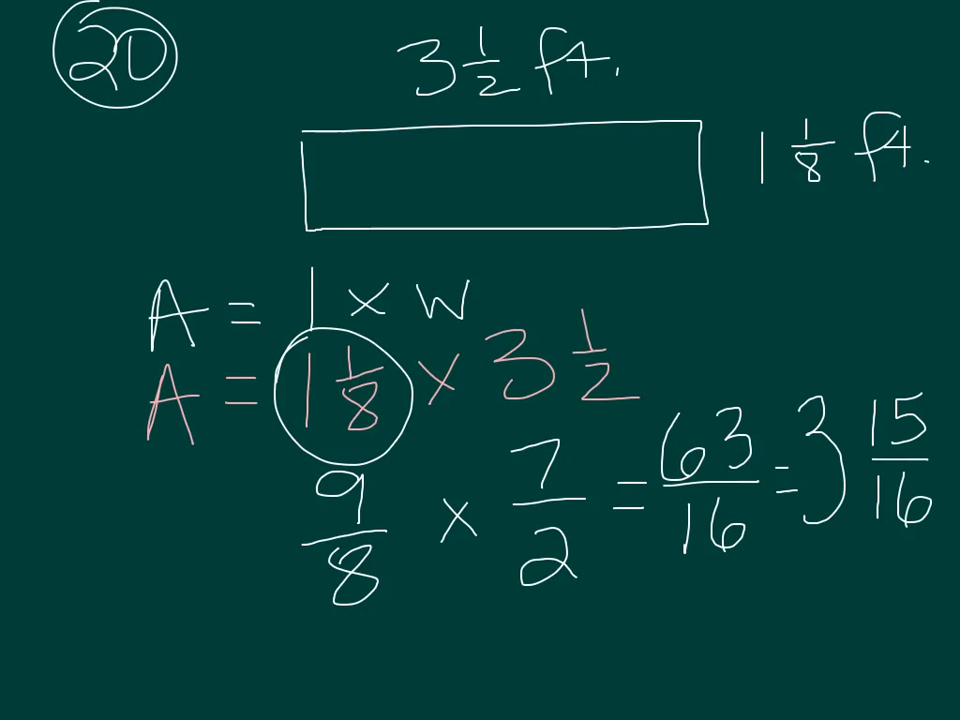 20
3 1/2 ft.
1 1/8 ft.
A = l x w
A = 1 1/8 x 3 1/2
9/8 x 7/2 = 63/16 = 3 15/16